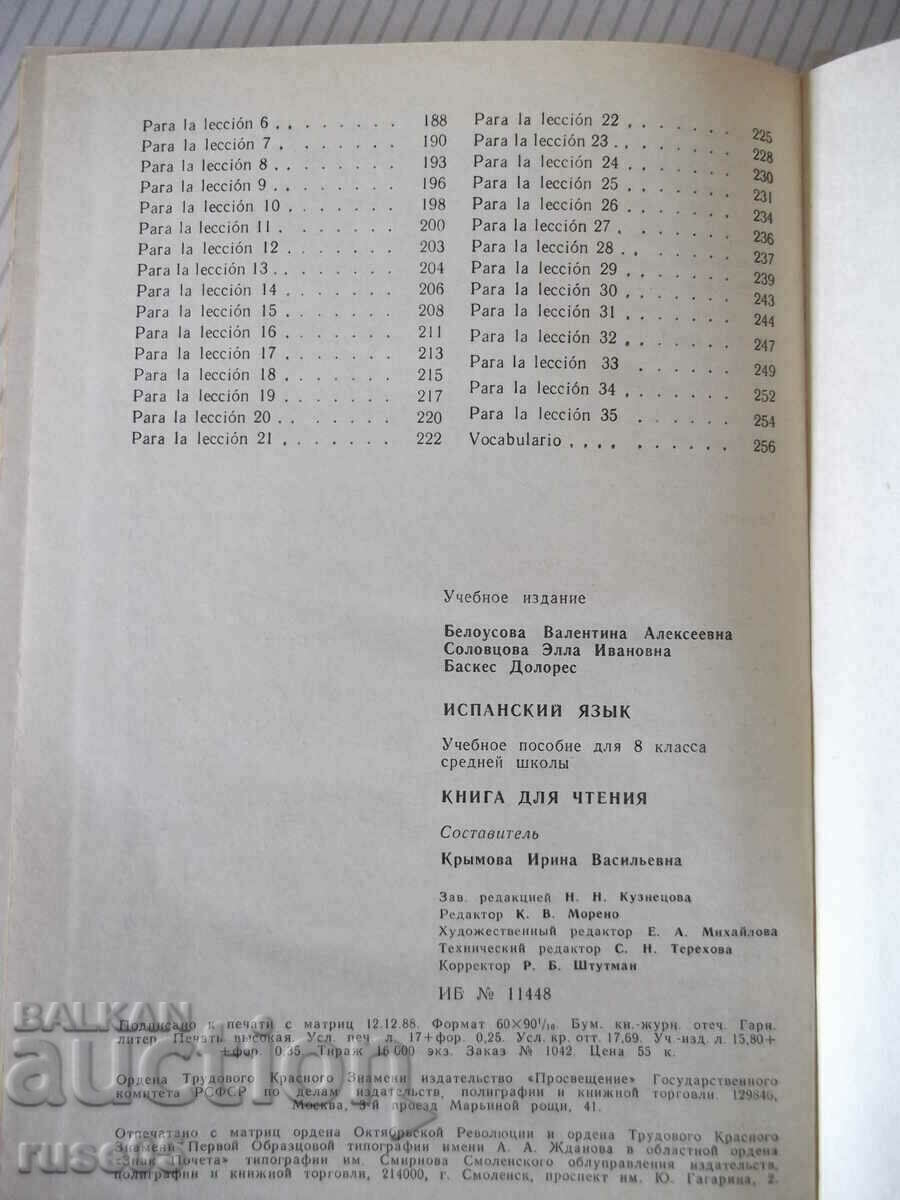 Para la lección 6 . . . . . . . . 188
Para la lección 7 . . . . . . . . 190
Para la lección 8 . . . . . . . . 193
Para la lección 9 . . . . . . . . 196
Para la lección 10 . . . . . . . 198
Para la lección 11 . . . . . . . 200
Para la lección 12 . . . . . . . 203
Para la lección 13 . . . . . . . 204
Para la lección 14 . . . . . . . 206
Para la lección 15 . . . . . . . 208
Para la lección 16 . . . . . . . 211
Para la lección 17 . . . . . . . 213
Para la lección 18 . . . . . . . 215
Para la lección 19 . . . . . . . 217
Para la lección 20 . . . . . . . 220
Para la lección 21 . . . . . . . 222
Para la lección 22 . . . . . . . 225
Para la lección 23 . . . . . . . 228
Para la lección 24 . . . . . . . 230
Para la lección 25 . . . . . . . 231
Para la lección 26 . . . . . . . 234
Para la lección 27 . . . . . . . 236
Para la lección 28 . . . . . . . 237
Para la lección 29 . . . . . . . 239
Para la lección 30 . . . . . . . 243
Para la lección 31 . . . . . . . 244
Para la lección 32 . . . . . . . 247
Para la lección 33 . . . . . . 249
Para la lección 34 . . . . . . . 252
Para la lección 35 . . . . . . 254
Vocabulario . . . . . . . . . . 256
Учебное издание
Белоусова Валентина Алексеевна
Соловцова Элла Ивановна
Баскес Долорес
ИСПАНСКИЙ ЯЗЫК
Учебное пособие для 8 класса
средней школы
КНИГА ДЛЯ ЧТЕНИЯ
Составитель
Крымова Ирина Васильевна
Зав. редакцией Н. Н. Кузнецова
Редактор К. В. Морено
Художественный редактор Е. А. Михайлова
Технический редактор С. Н. Терехова
Корректор Р. Б. Штутман
ИБ № 11448
Подписано к печати с матриц 12.12.88. Формат 60×90¹/₁₆. Бум. кн.-журн. отеч. Гарн.
литер. Печать высокая. Усл. печ. л. 17+фор. 0,25. Усл. кр. отт. 17,69. Уч.-изд. л. 15,80+
+фор. 0,35. Тираж 16 000 экз. Заказ № 1042. Цена 55 к.
Ордена Трудового Красного Знамени издательство «Просвещение» Государственного
комитета РСФСР по делам издательств, полиграфии и книжной торговли. 129846,
Москва, 3-й проезд Марьиной рощи, 41.
Отпечатано с матриц ордена Октябрьской Революции и ордена Трудового Красного
Знамени Первой Образцовой типографии имени А. А. Жданова в областной ордена
«Знак Почета» типографии им. Смирнова Смоленского облуправления издательств,
полиграфии и книжной торговли, 214000, г. Смоленск, проспект им. Ю. Гагарина, 2.
BALKAN
auction